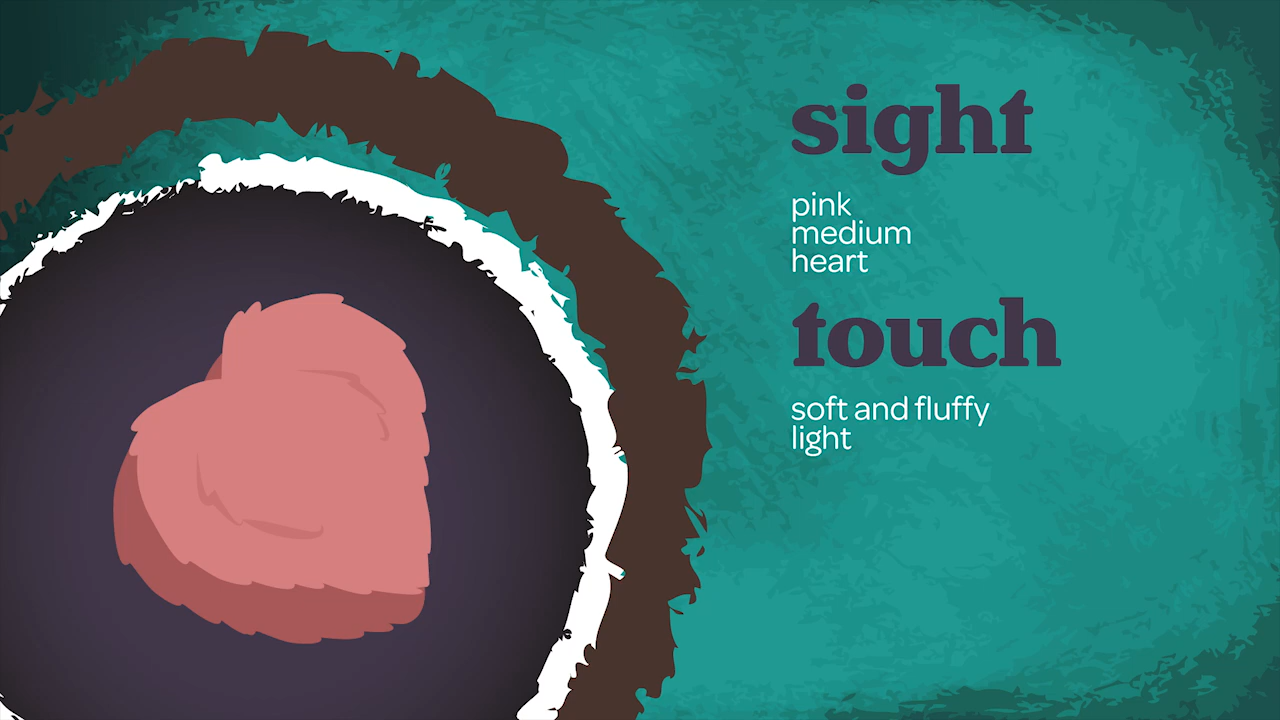 sight
pink
medium
heart
touch
soft and fluffy
light